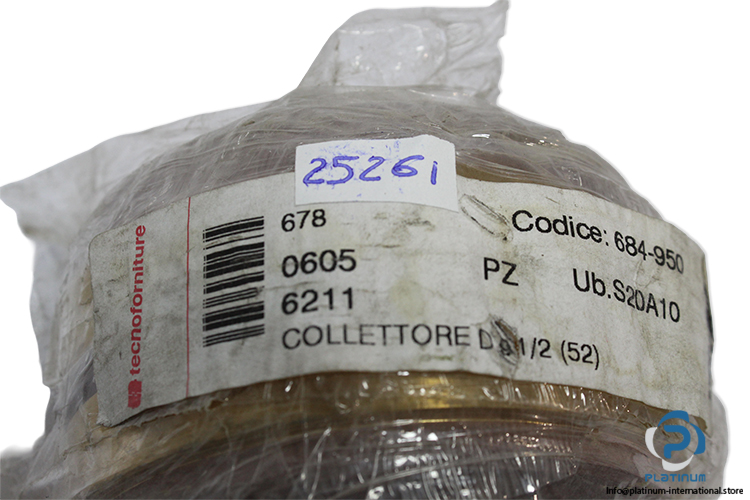 25261
tecnoforniture
678
Codice: 684-950
0605
PZ
Ub.S20A10
6211
COLLETTORE D 1/2 (52)
PLATINUM
Info@platinum-international.store